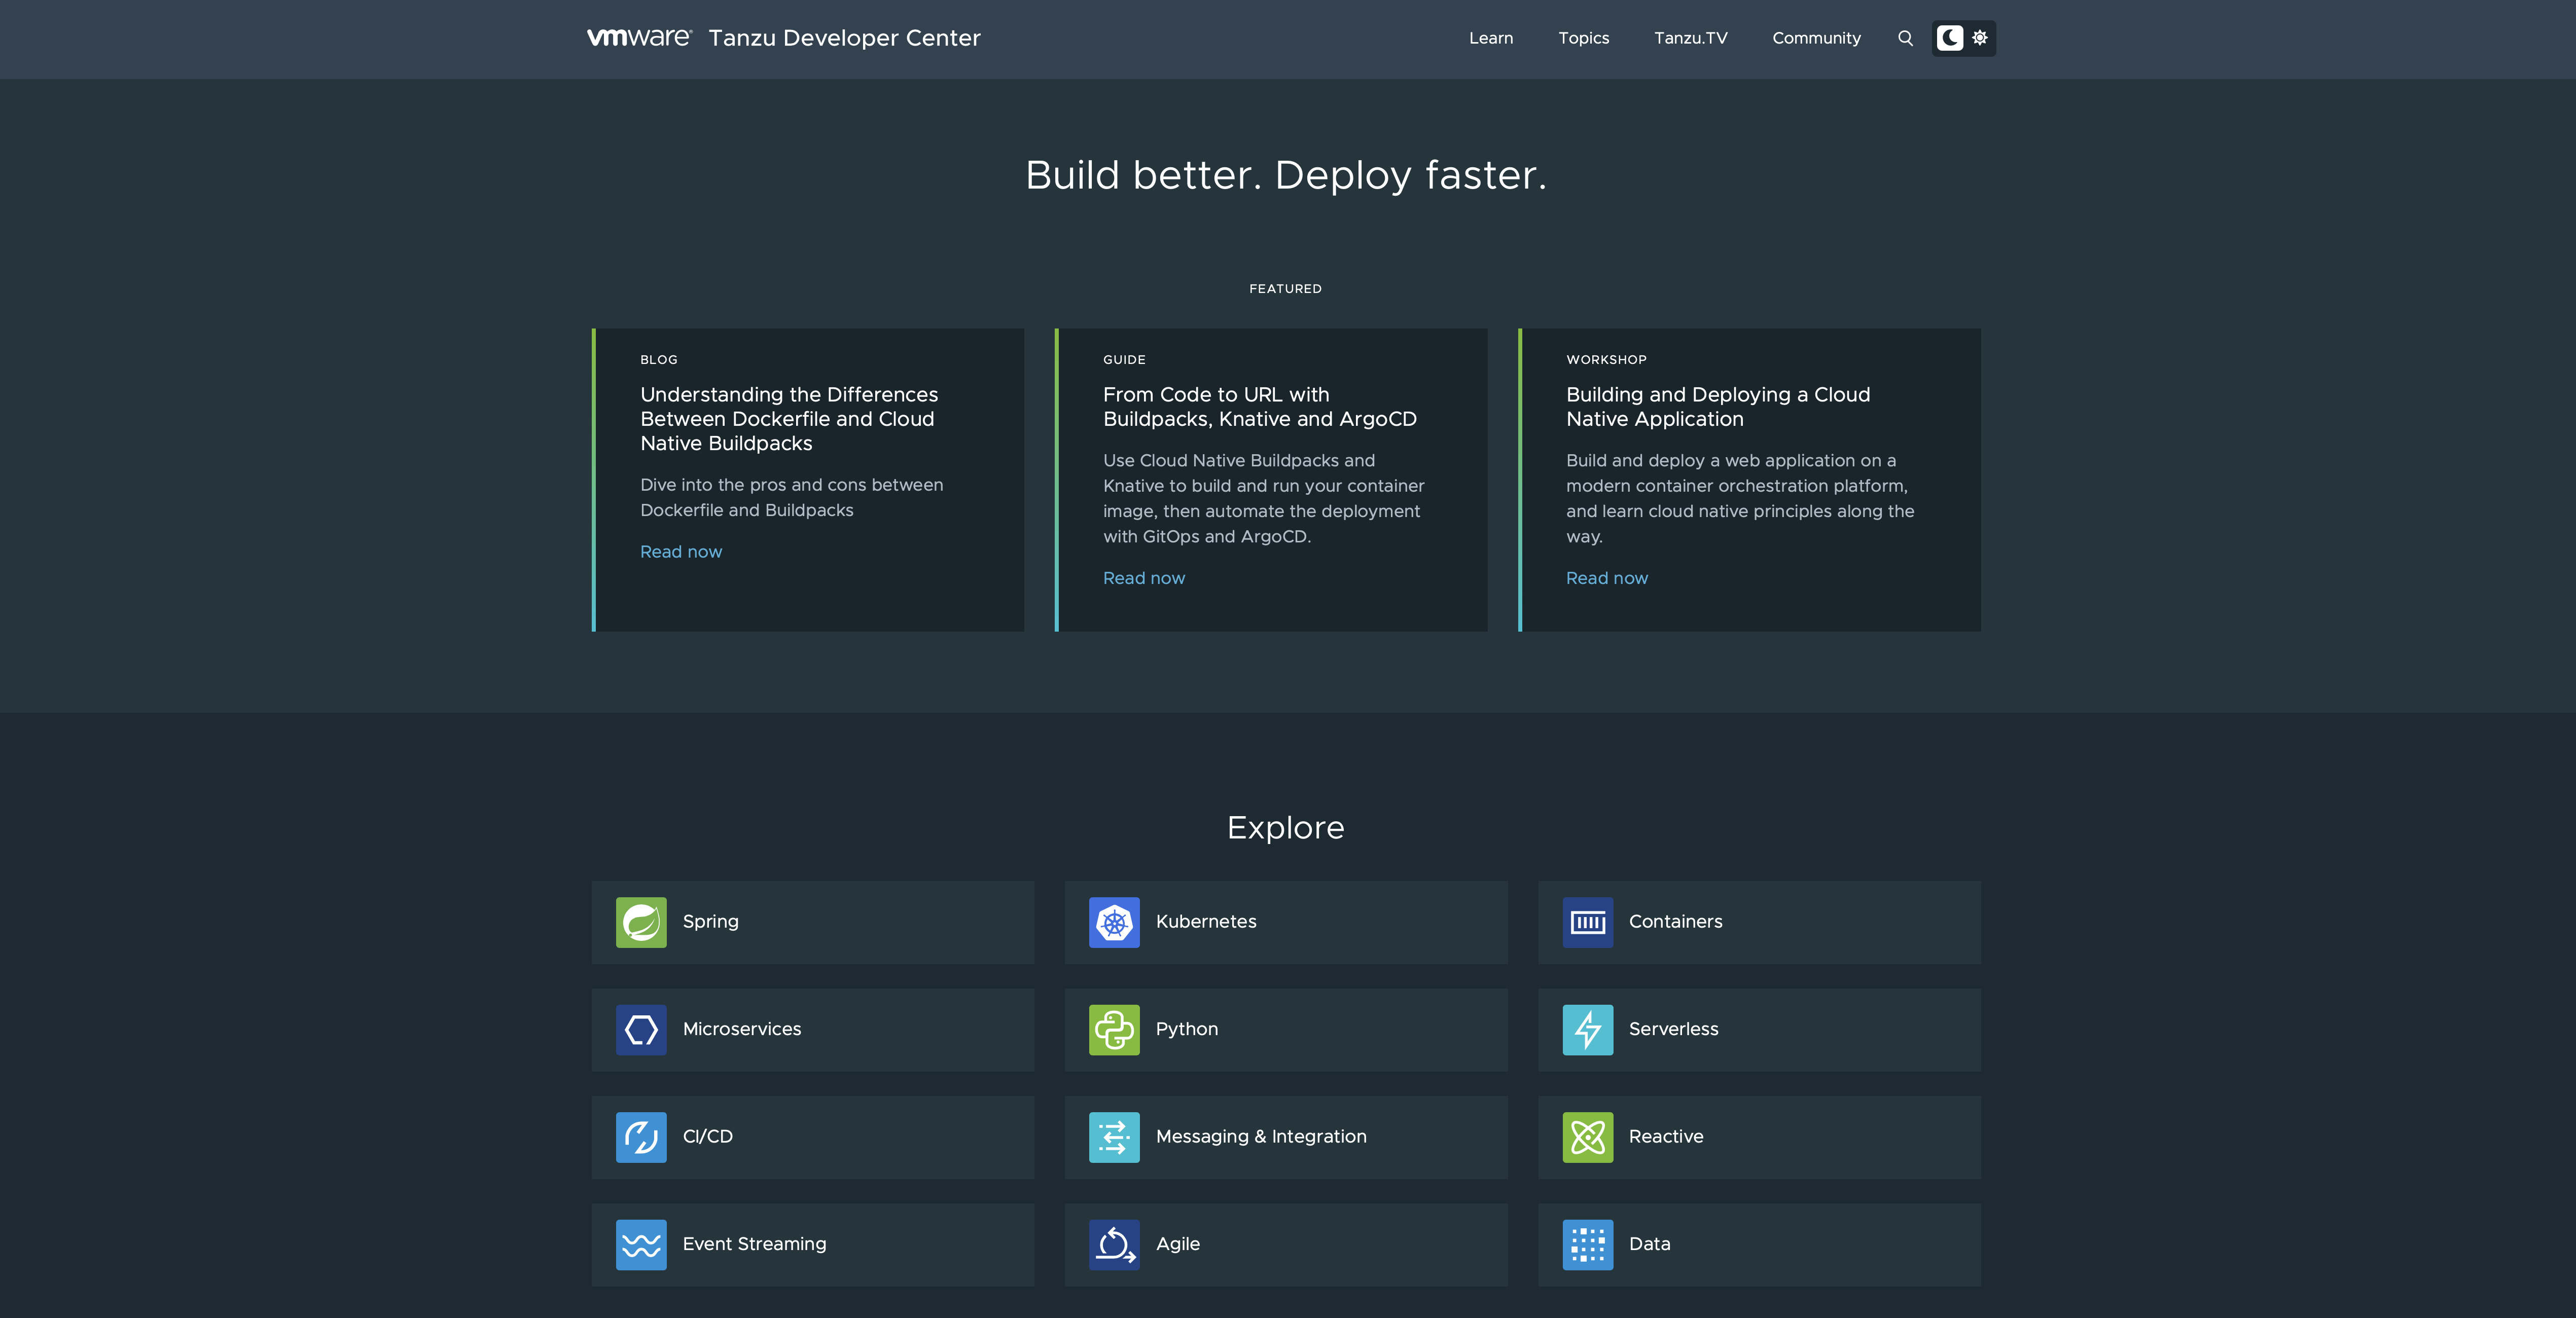 vmware® Tanzu Developer Center
Learn Topics Tanzu.TV Community
Build better. Deploy faster.
FEATURED
BLOG
Understanding the Differences
Between Dockerfile and Cloud
Native Buildpacks
Dive into the pros and cons between
Dockerfile and Buildpacks
Read now
GUIDE
From Code to URL with
Buildpacks, Knative and ArgoCD
Use Cloud Native Buildpacks and
Knative to build and run your container
image, then automate the deployment
with GitOps and ArgoCD.
Read now
WORKSHOP
Building and Deploying a Cloud
Native Application
Build and deploy a web application on a
modern container orchestration platform,
and learn cloud native principles along the
way.
Read now
Explore
Spring
Kubernetes
Containers
Microservices
Python
Serverless
CI/CD
Messaging & Integration
Reactive
Event Streaming
Agile
Data